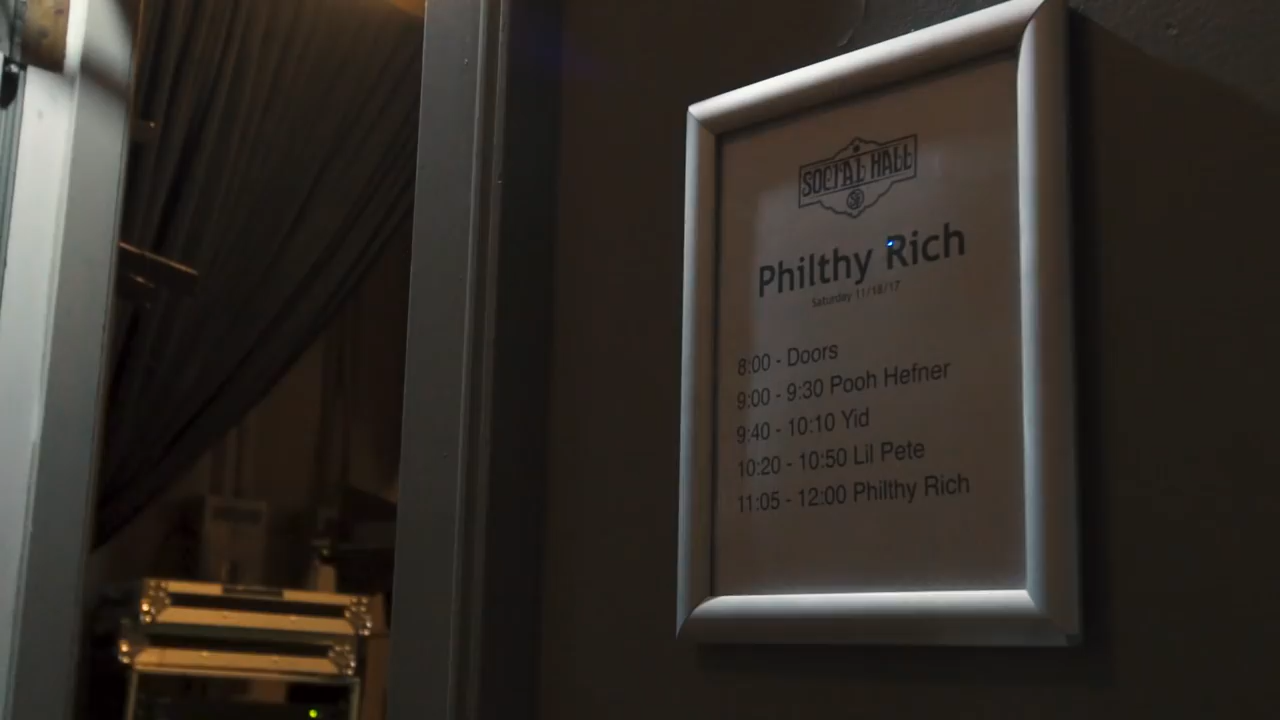 SOCIAL HALL
SF
Philthy Rich
Saturday 11/18/17
8:00 - Doors
9:00 - 9:30 Pooh Hefner
9:40 - 10:10 Yid
10:20 - 10:50 Lil Pete
11:05 - 12:00 Philthy Rich